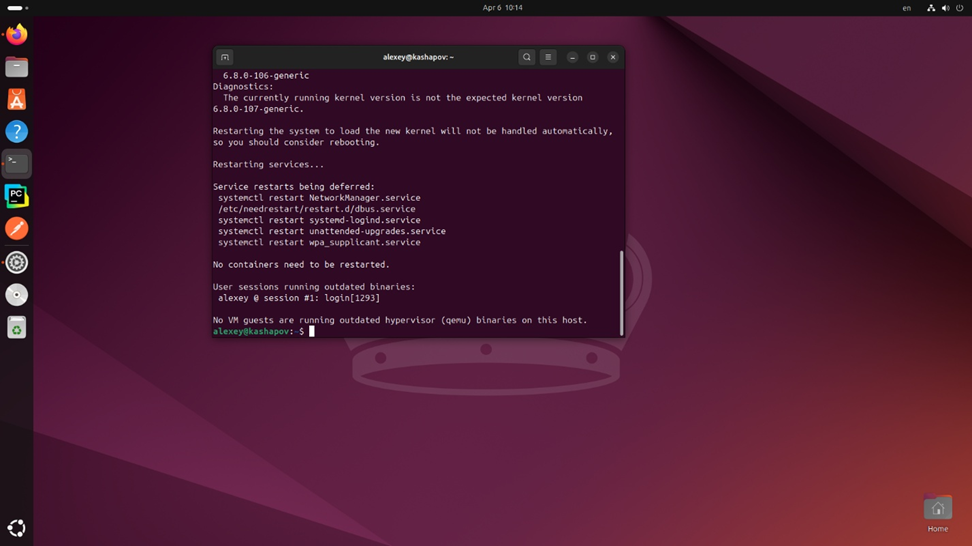 Apr 6 10:14
en
alexey@kashapov: ~
6.8.0-106-generic
Diagnostics:
The currently running kernel version is not the expected kernel version
6.8.0-107-generic.
Restarting the system to load the new kernel will not be handled automatically,
so you should consider rebooting.
Restarting services...
Service restarts being deferred:
systemctl restart NetworkManager.service
/etc/needrestart/restart.d/dbus.service
systemctl restart systemd-logind.service
systemctl restart unattended-upgrades.service
systemctl restart wpa_supplicant.service
No containers need to be restarted.
User sessions running outdated binaries:
alexey @ session #1: login[1293]
No VM guests are running outdated hypervisor (qemu) binaries on this host.
alexey@kashapov:~$
PC
Home